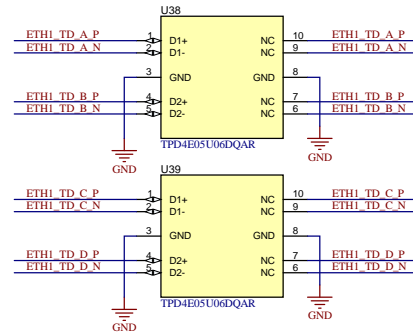 U38
ETH1_TD_A_P 1 D1+ NC 10 ETH1_TD_A_P
ETH1_TD_A_N 2 D1- NC 9 ETH1_TD_A_N
3 GND GND 8
ETH1_TD_B_P 4 D2+ NC 7 ETH1_TD_B_P
ETH1_TD_B_N 5 D2- NC 6 ETH1_TD_B_N
TPD4E05U06DQAR
GND GND
U39
ETH1_TD_C_P 1 D1+ NC 10 ETH1_TD_C_P
ETH1_TD_C_N 2 D1- NC 9 ETH1_TD_C_N
3 GND GND 8
ETH1_TD_D_P 4 D2+ NC 7 ETH1_TD_D_P
ETH1_TD_D_N 5 D2- NC 6 ETH1_TD_D_N
TPD4E05U06DQAR
GND GND